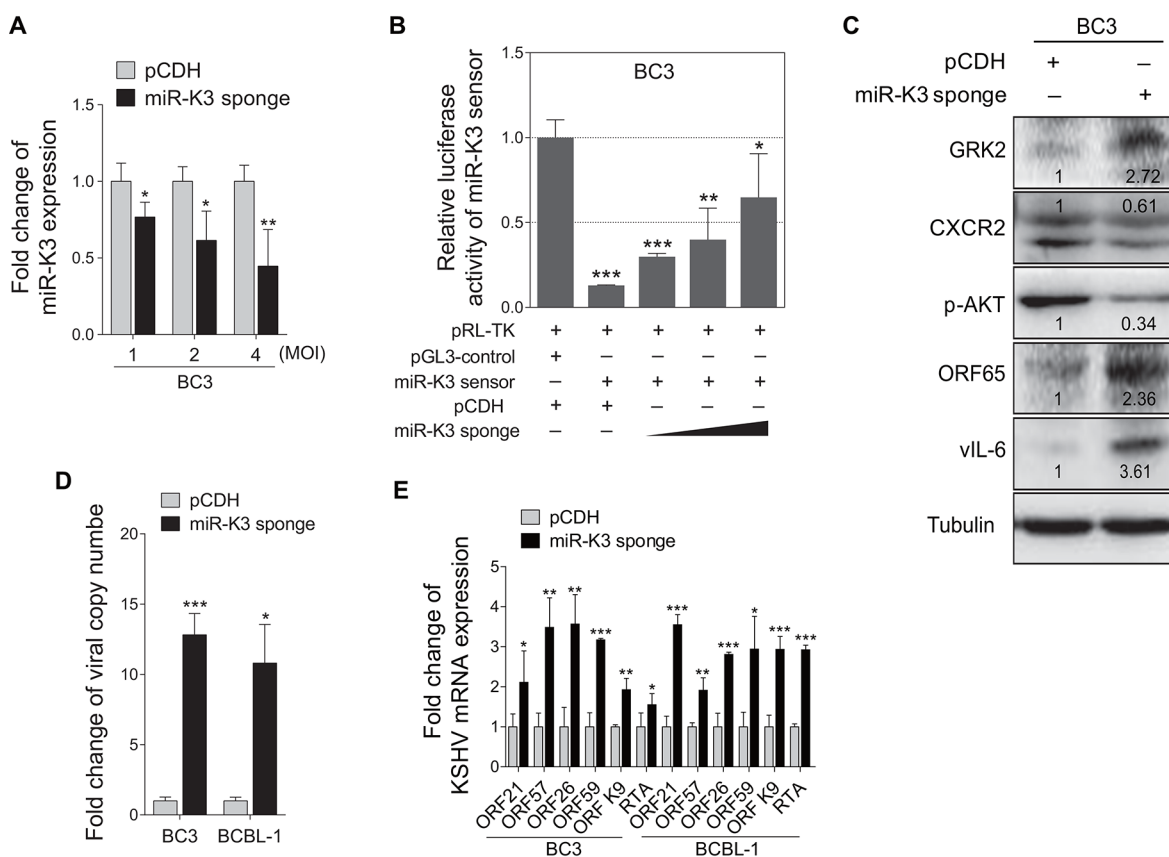 A
pCDH
miR-K3 sponge
Fold change of
miR-K3 expression
1.5
1.0
0.5
0.0
*
*
**
1 2 4 (MOI)
BC3
B
Relative luciferase
activity of miR-K3 sensor
1.5
1.0
0.5
0.0
BC3
***
***
**
*
pRL-TK + + + + +
pGL3-control + – – – –
miR-K3 sensor – + + + +
pCDH + + – – –
miR-K3 sponge – –
C
BC3
pCDH + –
miR-K3 sponge – +
GRK2
1 2.72
CXCR2
1 0.61
p-AKT
1 0.34
ORF65
1 2.36
vIL-6
1 3.61
Tubulin
D
pCDH
miR-K3 sponge
Fold change of viral copy numbe
20
15
10
5
0
***
*
BC3 BCBL-1
E
pCDH
miR-K3 sponge
Fold change of
KSHV mRNA expression
5
4
3
2
1
0
* ** ** *** ** * *** ** *** * *** ***
ORF21 ORF57 ORF26 ORF59 ORF K9 RTA ORF21 ORF57 ORF26 ORF59 ORF K9 RTA
BC3 BCBL-1